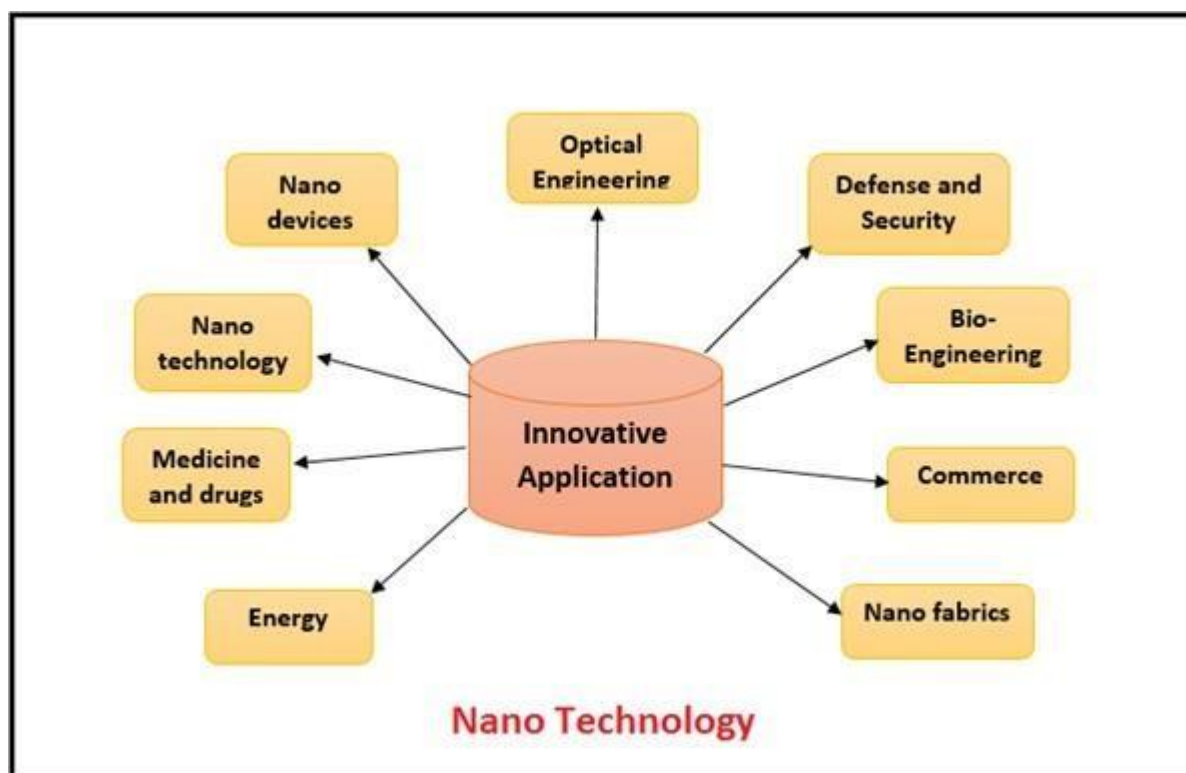 Optical
Engineering
Nano
devices
Defense and
Security
Nano
technology
Bio-
Engineering
Innovative
Application
Medicine
and drugs
Commerce
Energy
Nano fabrics
Nano Technology